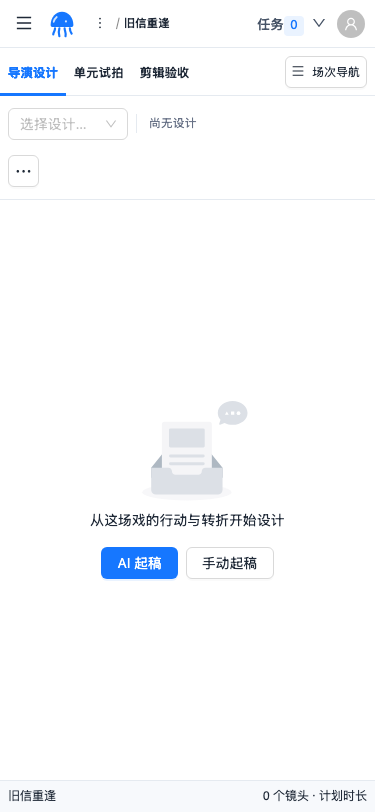 / 旧信重逢
任务 0
导演设计 单元试拍 剪辑验收
场次导航
选择设计...
尚无设计
从这场戏的行动与转折开始设计
AI 起稿
手动起稿
旧信重逢
0 个镜头 · 计划时长